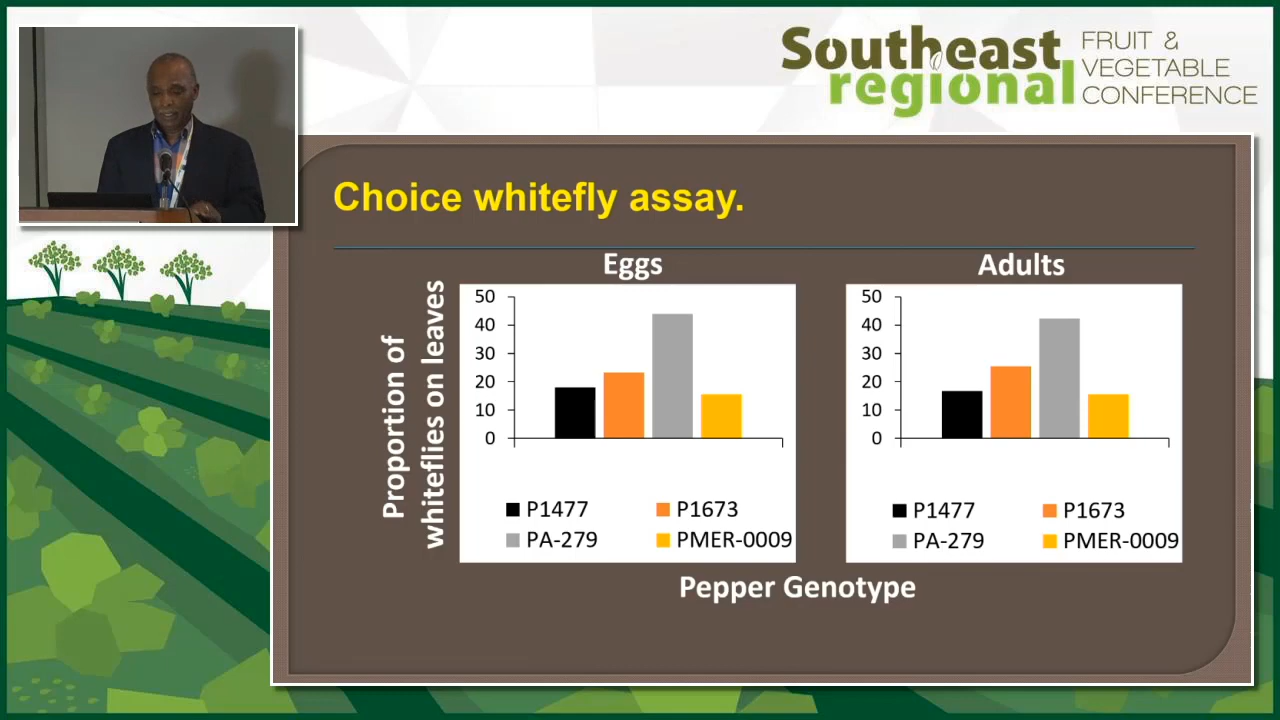 Southeast
regional
FRUIT &
VEGETABLE
CONFERENCE
Choice whitefly assay.
Proportion of
whiteflies on leaves
Eggs
50
40
30
20
10
0
P1477
P1673
PA-279
PMER-0009
Adults
50
40
30
20
10
0
P1477
P1673
PA-279
PMER-0009
Pepper Genotype